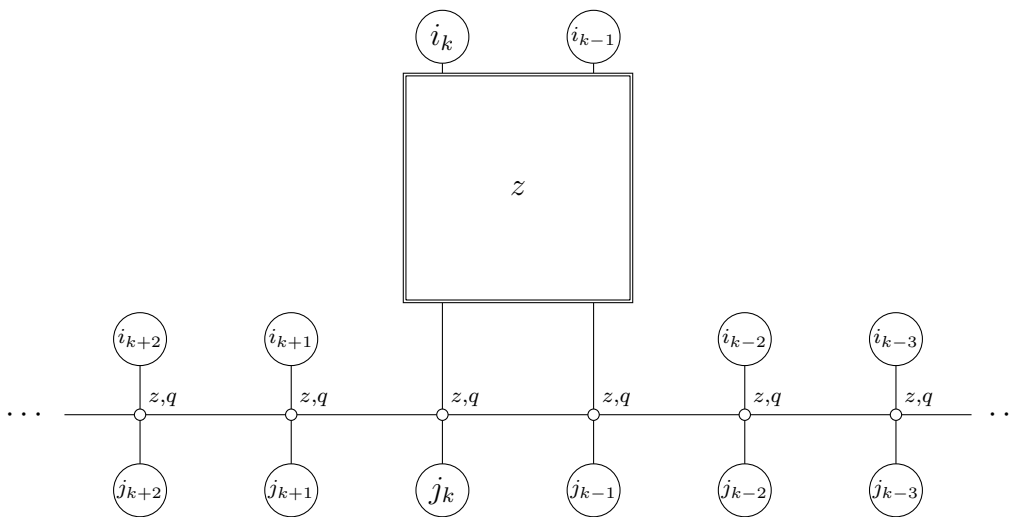 i_k i_{k-1}
z
i_{k+2} i_{k+1} i_{k-2} i_{k-3}
z,q z,q z,q z,q z,q z,q
... ..
j_{k+2} j_{k+1} j_k j_{k-1} j_{k-2} j_{k-3}